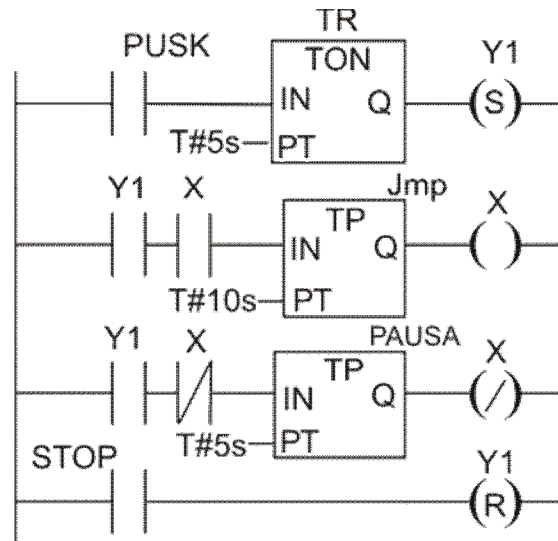 TR
PUSK
TON
Y1
IN
Q
S
T#5s
PT
Y1
X
Jmp
TP
X
IN
Q
T#10s
PT
Y1
X
PAUSA
TP
X
IN
Q
T#5s
PT
STOP
Y1
R